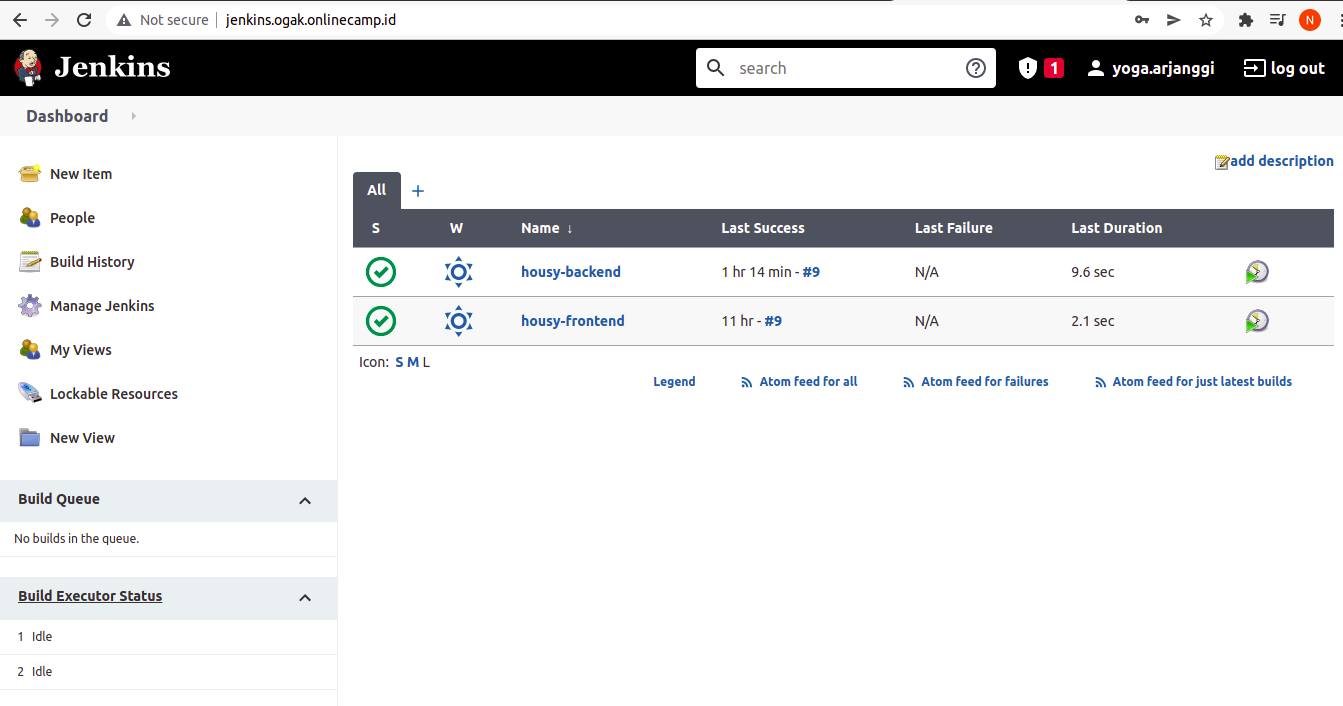 Not secure jenkins.ogak.onlinecamp.id N
Jenkins search 1 yoga.arjanggi log out
Dashboard
New Item
People
Build History
Manage Jenkins
My Views
Lockable Resources
New View
Build Queue
No builds in the queue.
Build Executor Status
1 Idle
2 Idle
add description
All +
S W Name ↓ Last Success Last Failure Last Duration
housy-backend 1 hr 14 min - #9 N/A 9.6 sec
housy-frontend 11 hr - #9 N/A 2.1 sec
Icon: S M L
Legend Atom feed for all Atom feed for failures Atom feed for just latest builds